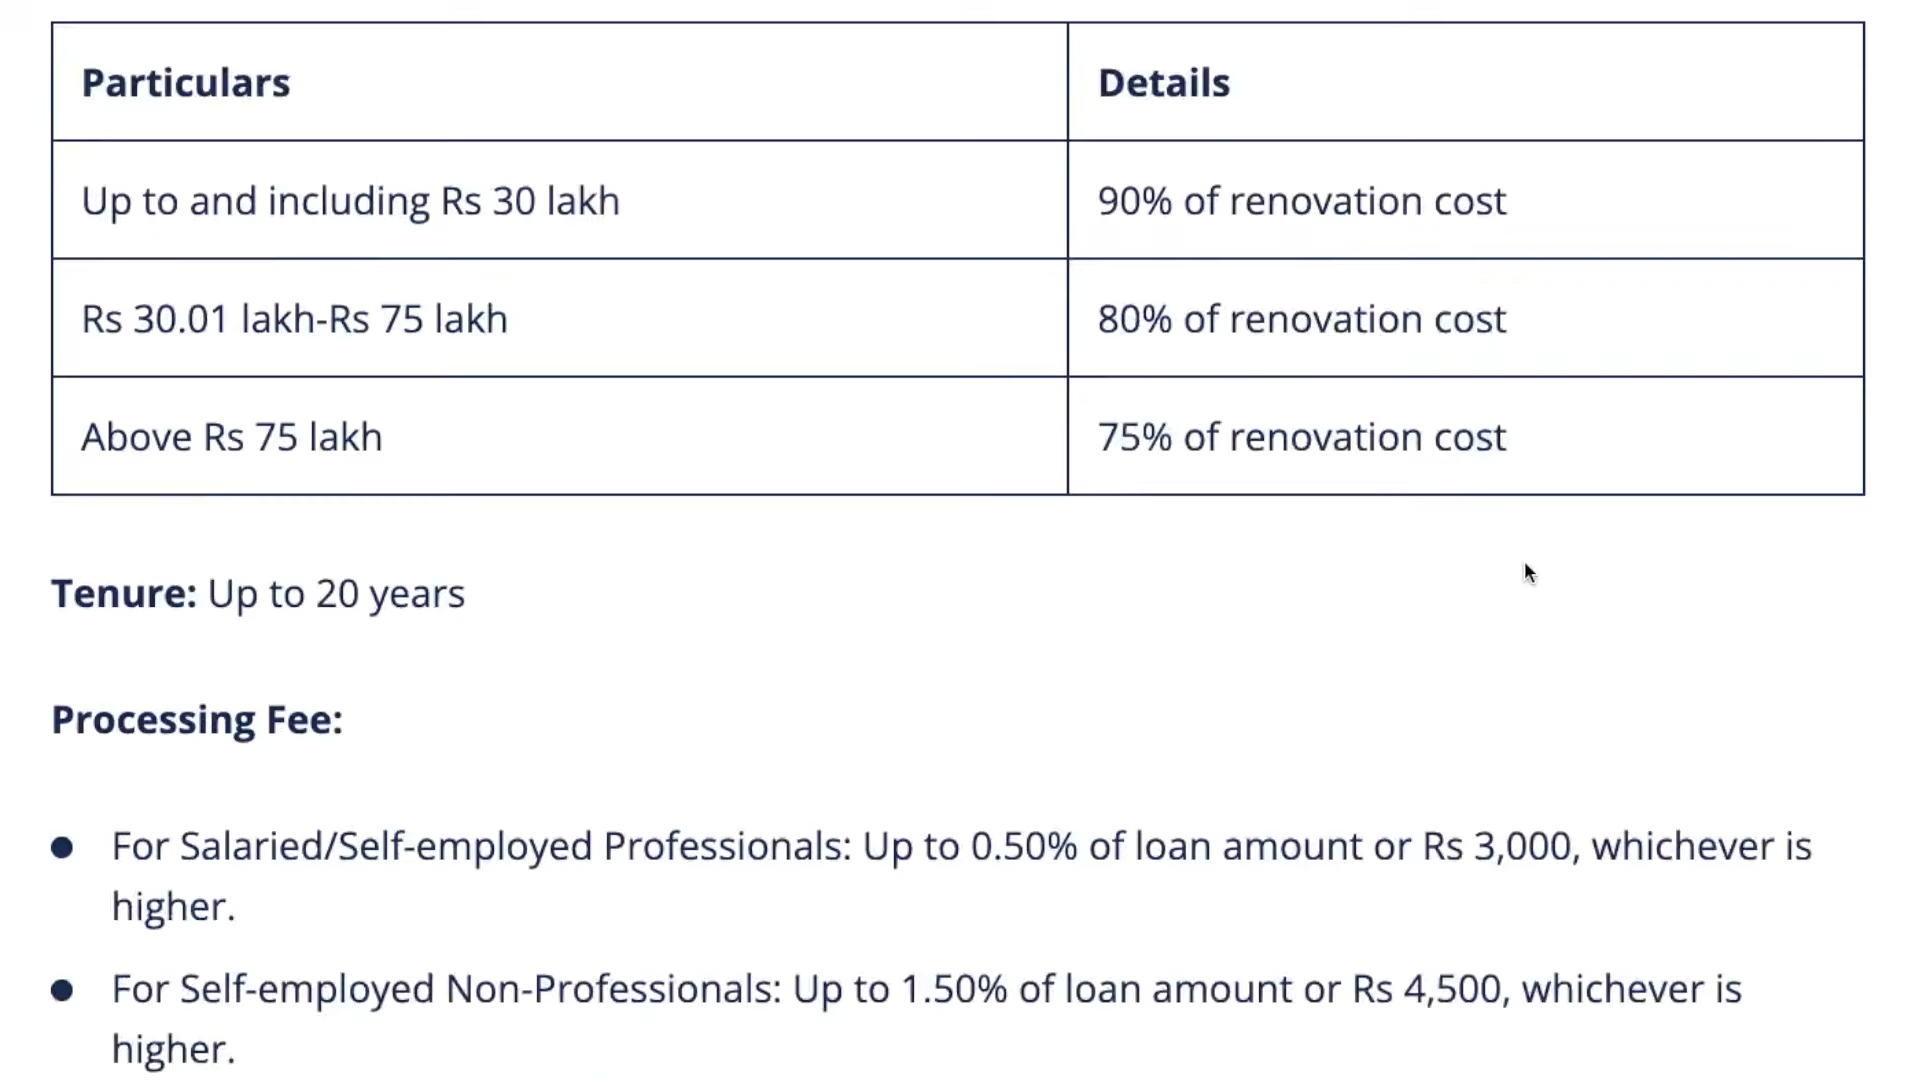 Particulars
Details
Up to and including Rs 30 lakh
90% of renovation cost
Rs 30.01 lakh-Rs 75 lakh
80% of renovation cost
Above Rs 75 lakh
75% of renovation cost
Tenure: Up to 20 years
Processing Fee:
● For Salaried/Self-employed Professionals: Up to 0.50% of loan amount or Rs 3,000, whichever is
higher.
● For Self-employed Non-Professionals: Up to 1.50% of loan amount or Rs 4,500, whichever is
higher.